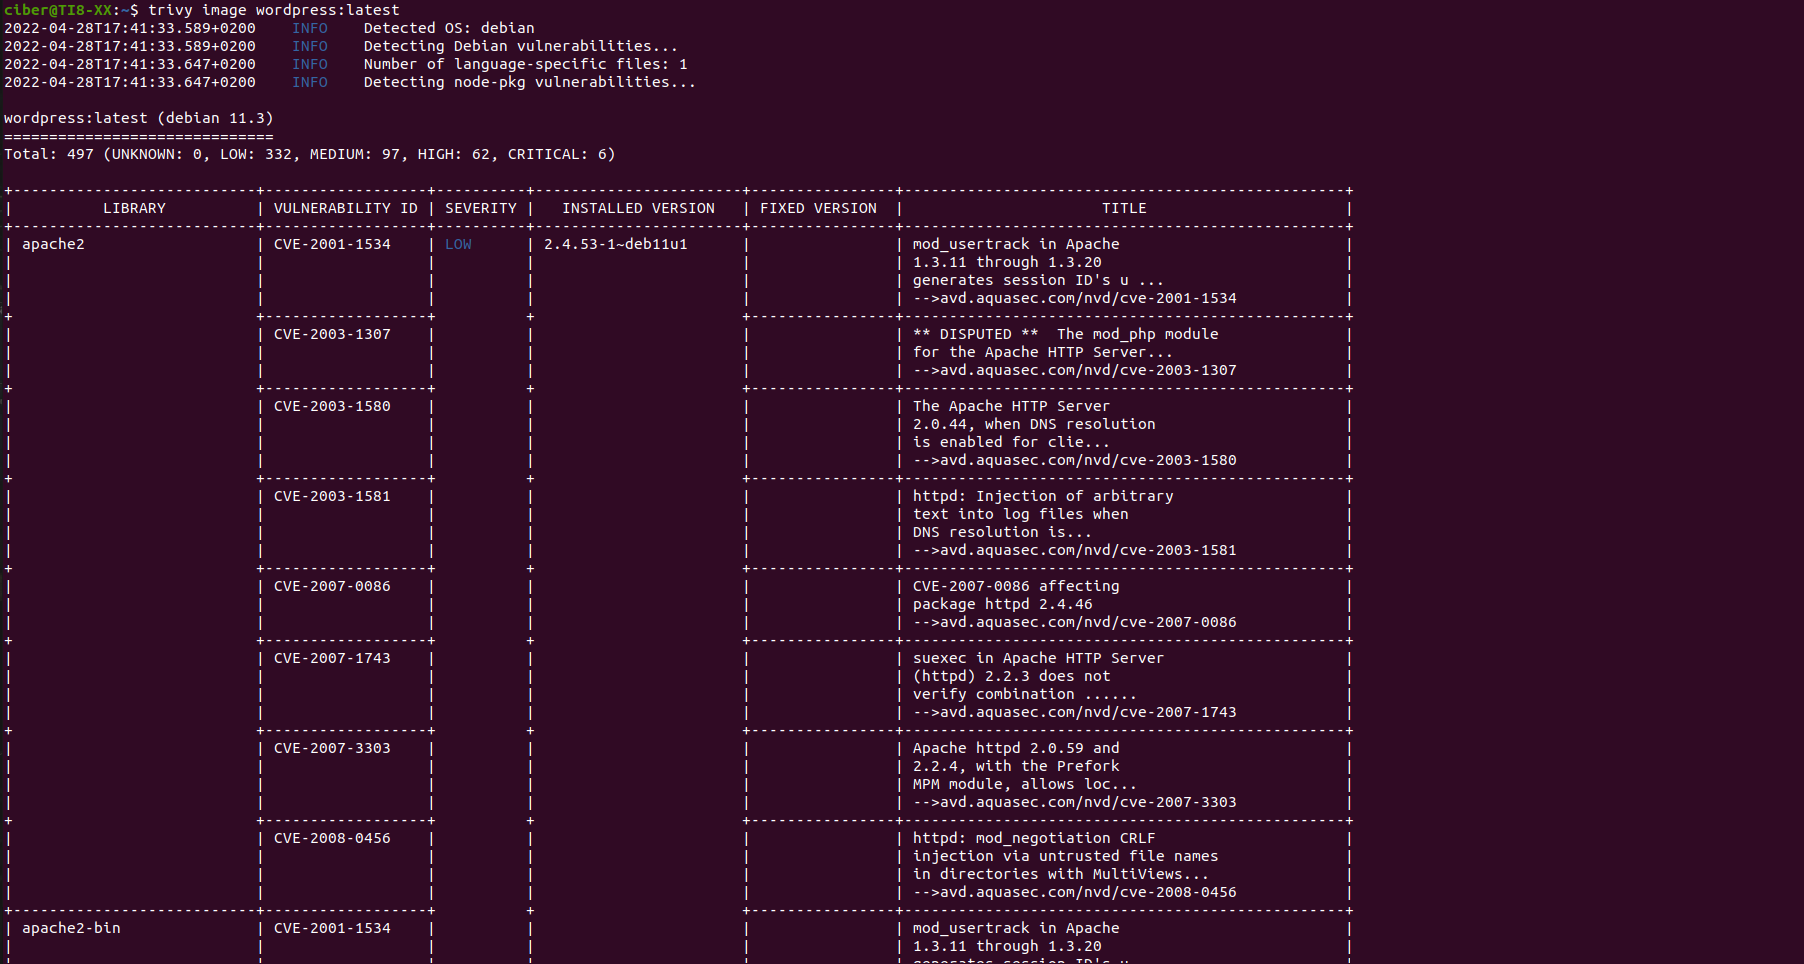 ciber@TI8-XX:~$ trivy image wordpress:latest
2022-04-28T17:41:33.589+0200    INFO    Detected OS: debian
2022-04-28T17:41:33.589+0200    INFO    Detecting Debian vulnerabilities...
2022-04-28T17:41:33.647+0200    INFO    Number of language-specific files: 1
2022-04-28T17:41:33.647+0200    INFO    Detecting node-pkg vulnerabilities...
wordpress:latest (debian 11.3)
==============================
Total: 497 (UNKNOWN: 0, LOW: 332, MEDIUM: 97, HIGH: 62, CRITICAL: 6)
| LIBRARY | VULNERABILITY ID | SEVERITY | INSTALLED VERSION | FIXED VERSION | TITLE |
| apache2 | CVE-2001-1534 | LOW | 2.4.53-1~deb11u1 | | mod_usertrack in Apache |
1.3.11 through 1.3.20
generates session ID's u ...
-->avd.aquasec.com/nvd/cve-2001-1534
CVE-2003-1307 | ** DISPUTED **  The mod_php module
for the Apache HTTP Server...
-->avd.aquasec.com/nvd/cve-2003-1307
CVE-2003-1580 | The Apache HTTP Server
2.0.44, when DNS resolution
is enabled for clie...
-->avd.aquasec.com/nvd/cve-2003-1580
CVE-2003-1581 | httpd: Injection of arbitrary
text into log files when
DNS resolution is...
-->avd.aquasec.com/nvd/cve-2003-1581
CVE-2007-0086 | CVE-2007-0086 affecting
package httpd 2.4.46
-->avd.aquasec.com/nvd/cve-2007-0086
CVE-2007-1743 | suexec in Apache HTTP Server
(httpd) 2.2.3 does not
verify combination ......
-->avd.aquasec.com/nvd/cve-2007-1743
CVE-2007-3303 | Apache httpd 2.0.59 and
2.2.4, with the Prefork
MPM module, allows loc...
-->avd.aquasec.com/nvd/cve-2007-3303
CVE-2008-0456 | httpd: mod_negotiation CRLF
injection via untrusted file names
in directories with MultiViews...
-->avd.aquasec.com/nvd/cve-2008-0456
| apache2-bin | CVE-2001-1534 | mod_usertrack in Apache
1.3.11 through 1.3.20
generates session ID's u